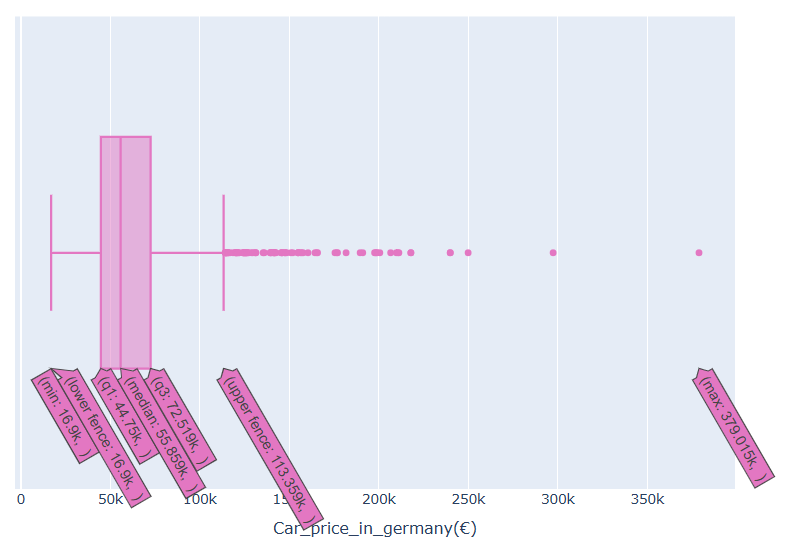 (min: 16.9k, )
(lower fence: 16.9k, )
(q1: 44.75k, )
(median: 55.859k, )
(q3: 72.519k, )
(upper fence: 113.359k, )
(max: 379.015k, )
0 50k 100k 200k 250k 300k 350k
Car_price_in_germany(€)